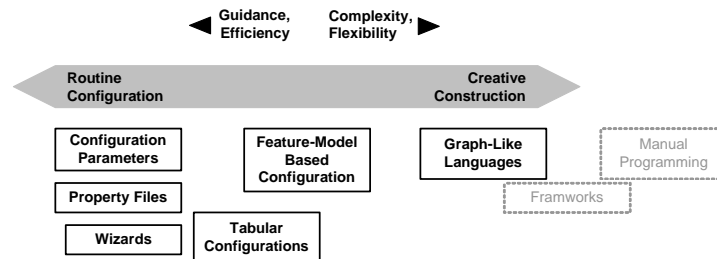 Guidance,
Efficiency
Complexity,
Flexibility
Routine
Configuration
Creative
Construction
Configuration
Parameters
Feature-Model
Based
Configuration
Graph-Like
Languages
Manual
Programming
Property Files
Framworks
Wizards
Tabular
Configurations